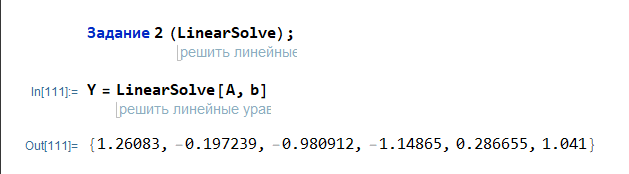 Задание 2 (LinearSolve);
решить линейные
In[111]:= Y = LinearSolve[A, b]
решить линейные урав
Out[111]= {1.26083, -0.197239, -0.980912, -1.14865, 0.286655, 1.041}